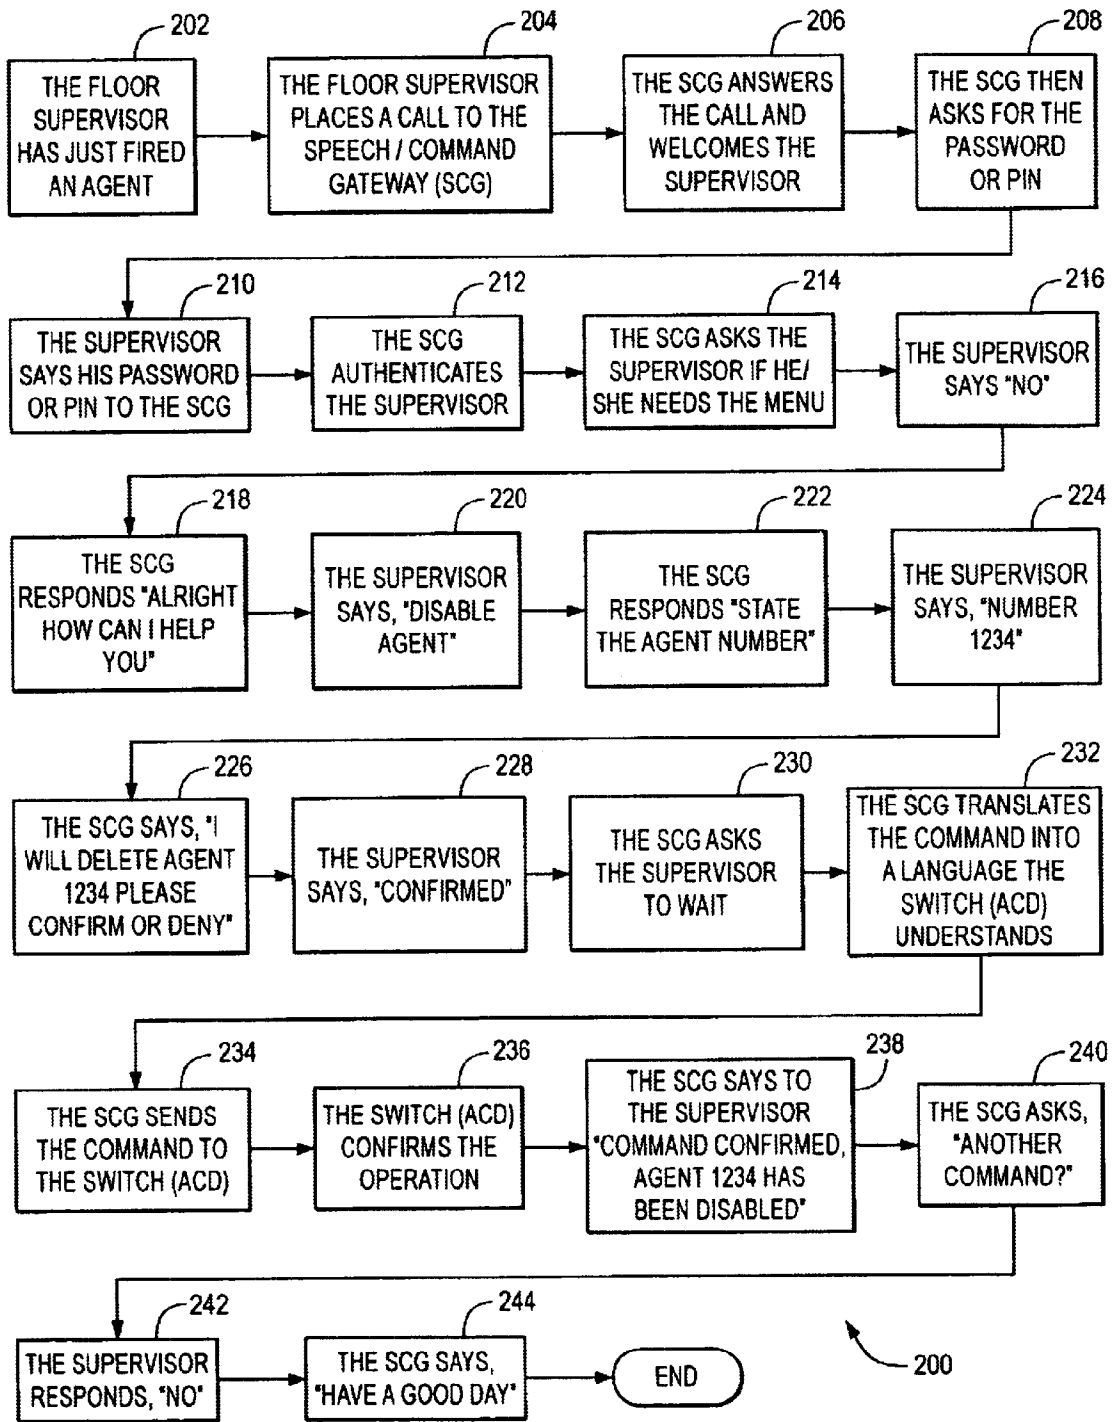 202
THE FLOOR
SUPERVISOR
HAS JUST FIRED
AN AGENT
204
THE FLOOR SUPERVISOR
PLACES A CALL TO THE
SPEECH / COMMAND
GATEWAY (SCG)
206
THE SCG ANSWERS
THE CALL AND
WELCOMES THE
SUPERVISOR
208
THE SCG THEN
ASKS FOR THE
PASSWORD
OR PIN
210
THE SUPERVISOR
SAYS HIS PASSWORD
OR PIN TO THE SCG
212
THE SCG
AUTHENTICATES
THE SUPERVISOR
214
THE SCG ASKS THE
SUPERVISOR IF HE/
SHE NEEDS THE MENU
216
THE SUPERVISOR
SAYS "NO"
218
THE SCG
RESPONDS "ALRIGHT
HOW CAN I HELP
YOU"
220
THE SUPERVISOR
SAYS, "DISABLE
AGENT"
222
THE SCG
RESPONDS "STATE
THE AGENT NUMBER"
224
THE SUPERVISOR
SAYS, "NUMBER
1234"
226
THE SCG SAYS, "I
WILL DELETE AGENT
1234 PLEASE
CONFIRM OR DENY"
228
THE SUPERVISOR
SAYS, "CONFIRMED"
230
THE SCG ASKS
THE SUPERVISOR
TO WAIT
232
THE SCG TRANSLATES
THE COMMAND INTO
A LANGUAGE THE
SWITCH (ACD)
UNDERSTANDS
234
THE SCG SENDS
THE COMMAND TO
THE SWITCH (ACD)
236
THE SWITCH (ACD)
CONFIRMS THE
OPERATION
238
THE SCG SAYS TO
THE SUPERVISOR
"COMMAND CONFIRMED,
AGENT 1234 HAS
BEEN DISABLED"
240
THE SCG ASKS,
"ANOTHER
COMMAND?"
242
THE SUPERVISOR
RESPONDS, "NO"
244
THE SCG SAYS,
"HAVE A GOOD DAY"
END
200